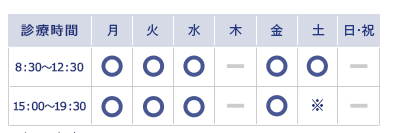 診療時間 月 火 水 木 金 土 日・祝
8:30～12:30 〇 〇 〇 ― 〇 〇 ―
15:00～19:30 〇 〇 〇 ― 〇 ※ ―